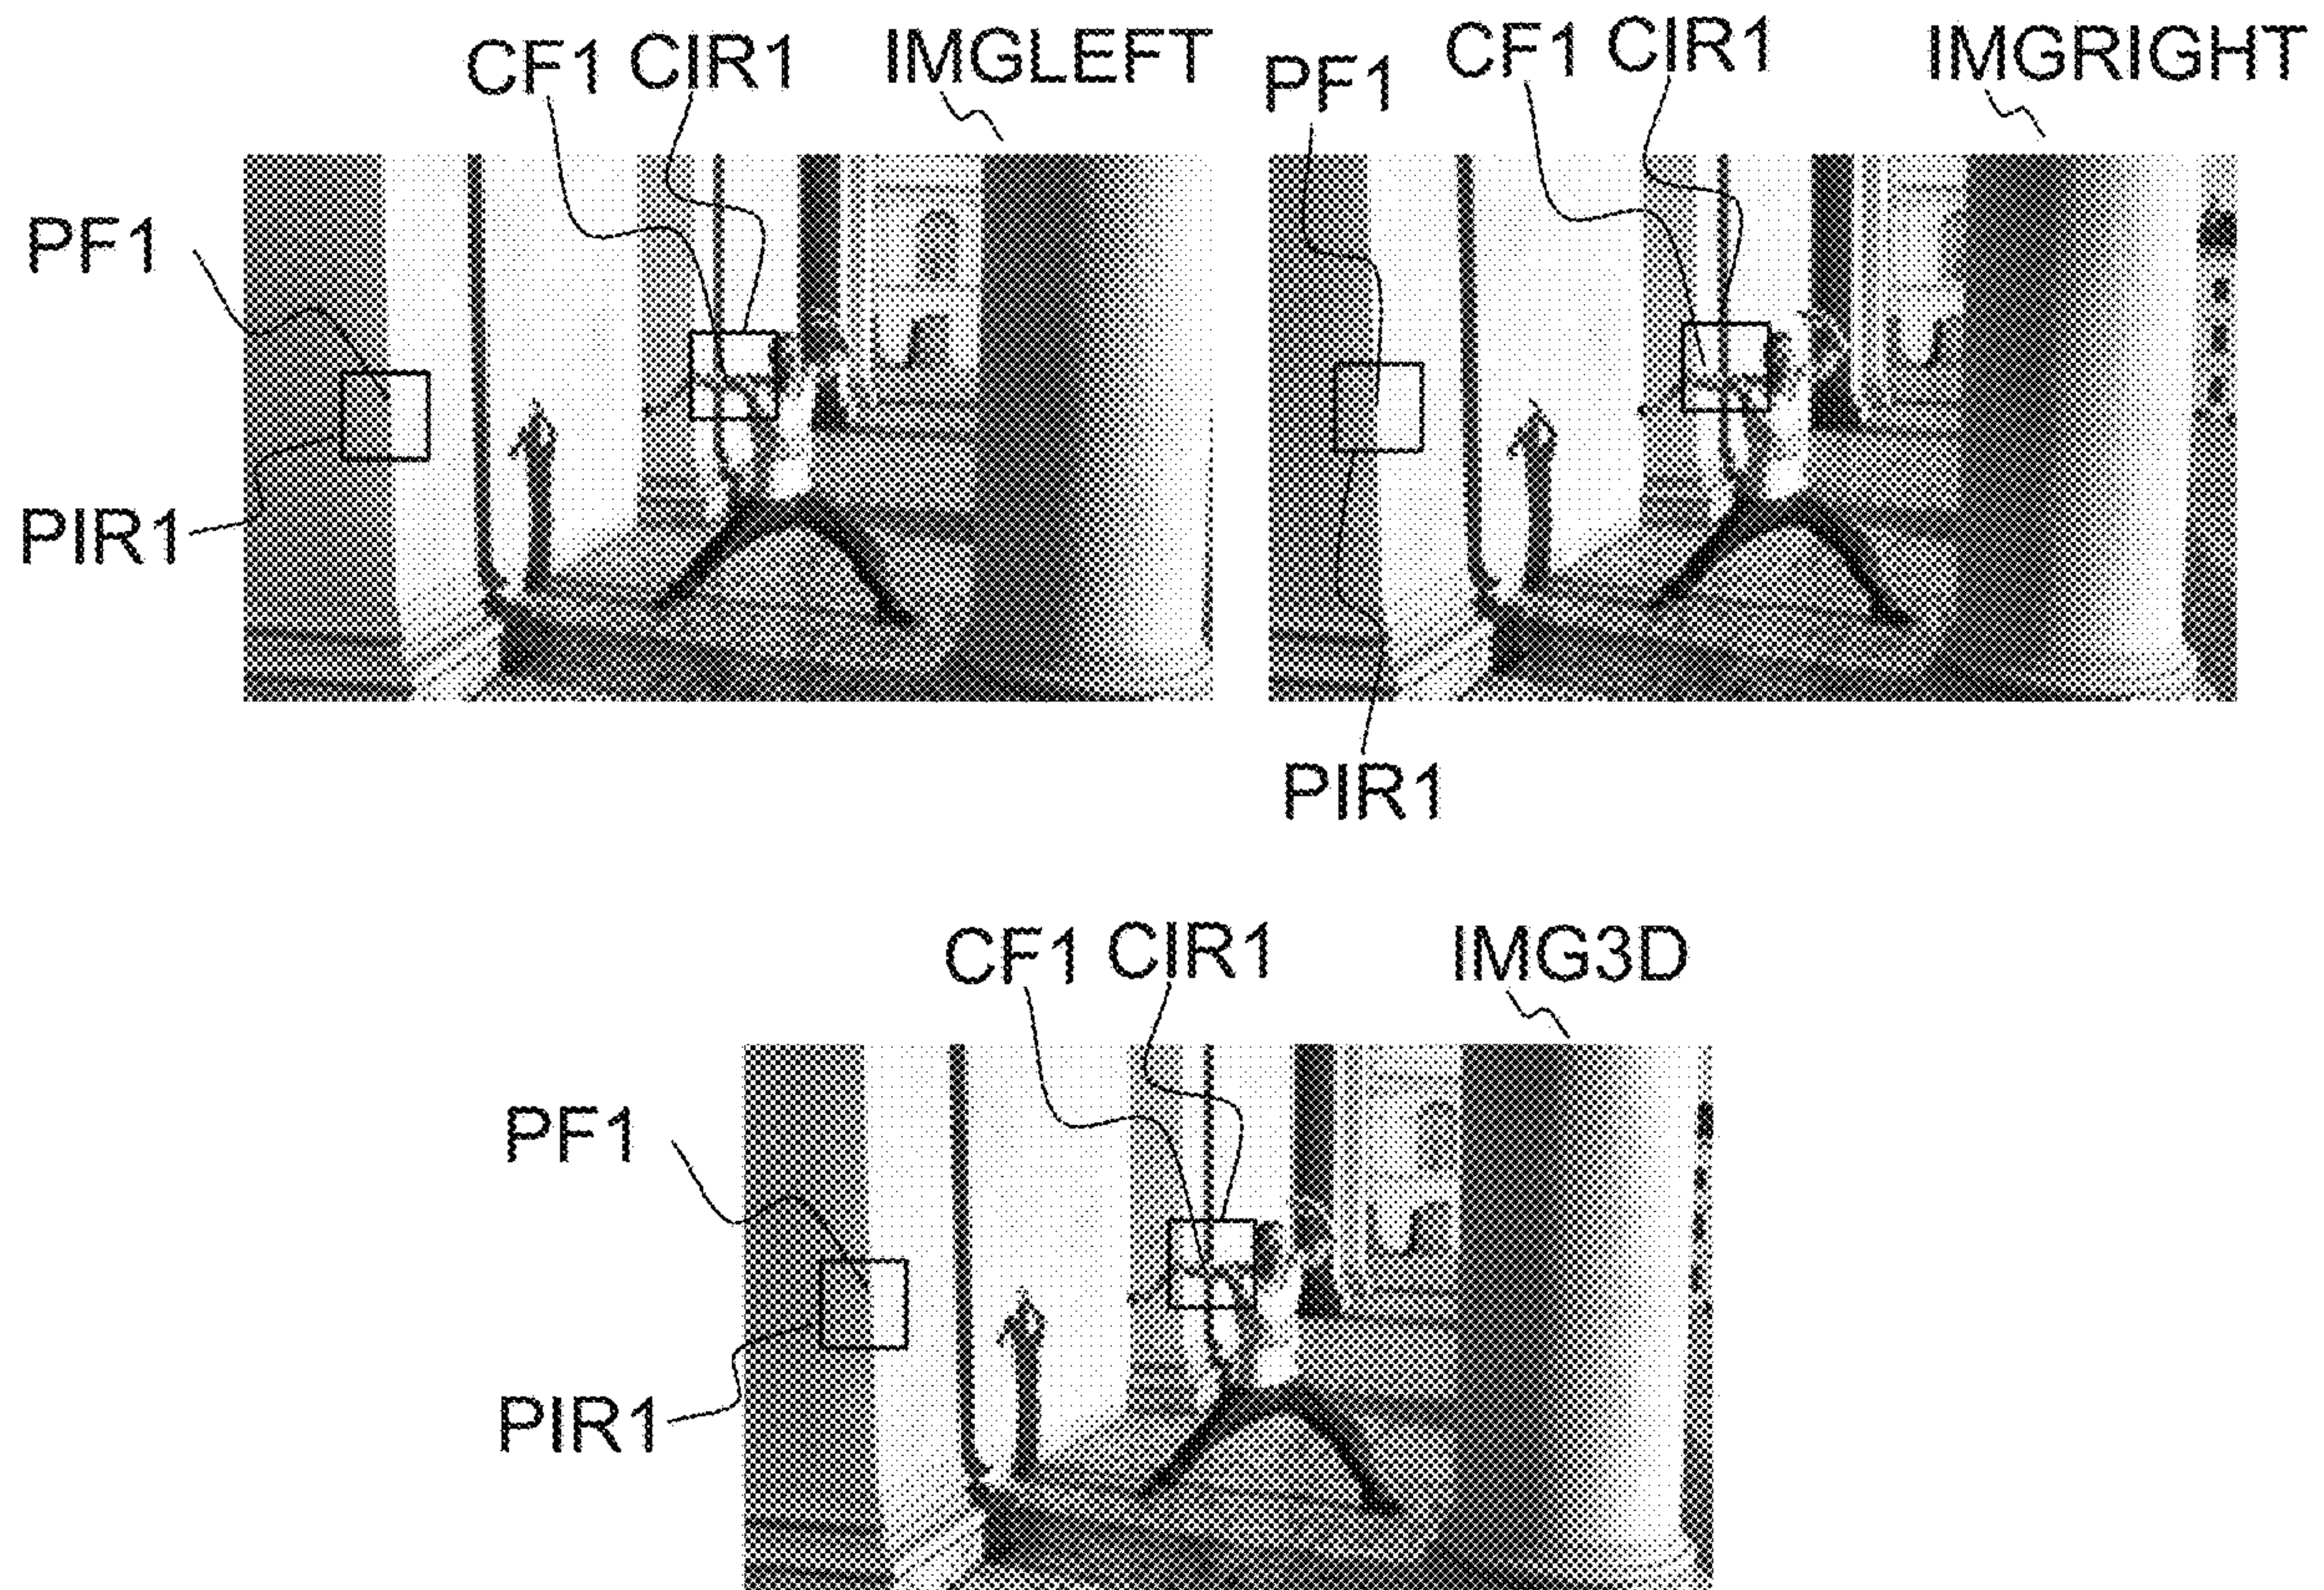 CF1 CIR1 IMGLEFT
PF1 CF1 CIR1 IMGRIGHT
PF1
PIR1
PIR1
CF1 CIR1 IMG3D
PF1
PIR1